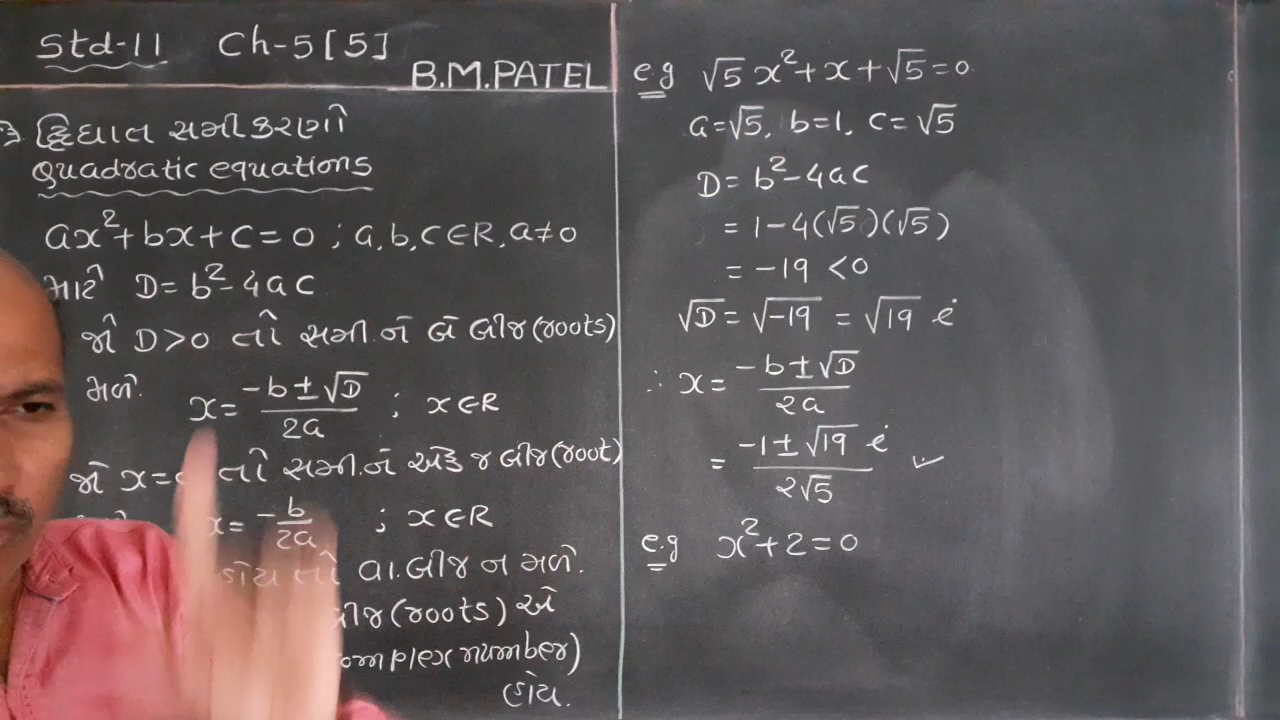 Std-11 Ch-5[5]
B.M.PATEL
દ્વિઘાત સમીકરણો
Quadratic equations
ax²+bx+c=0 ; a,b,c∈R, a≠0
માટે D=b²-4ac
જો D>0 તો સમી.ને બે બીજ(roots)
મળે.
x=(-b±√D)/2a ; x∈R
જો x= તો સમી.ને એક જ બીજ(root)
x=-b/2a ; x∈R
હોય તો વા.બીજ ન મળે.
બીજ(roots) એ
omplex number)
હોય.
e.g √5x²+x+√5=0
a=√5, b=1, c=√5
D=b²-4ac
=1-4(√5)(√5)
=-19 <0
√D=√-19=√19 i
∴ x=(-b±√D)/2a
=(-1±√19 i)/2√5 ✓
e.g x²+2=0